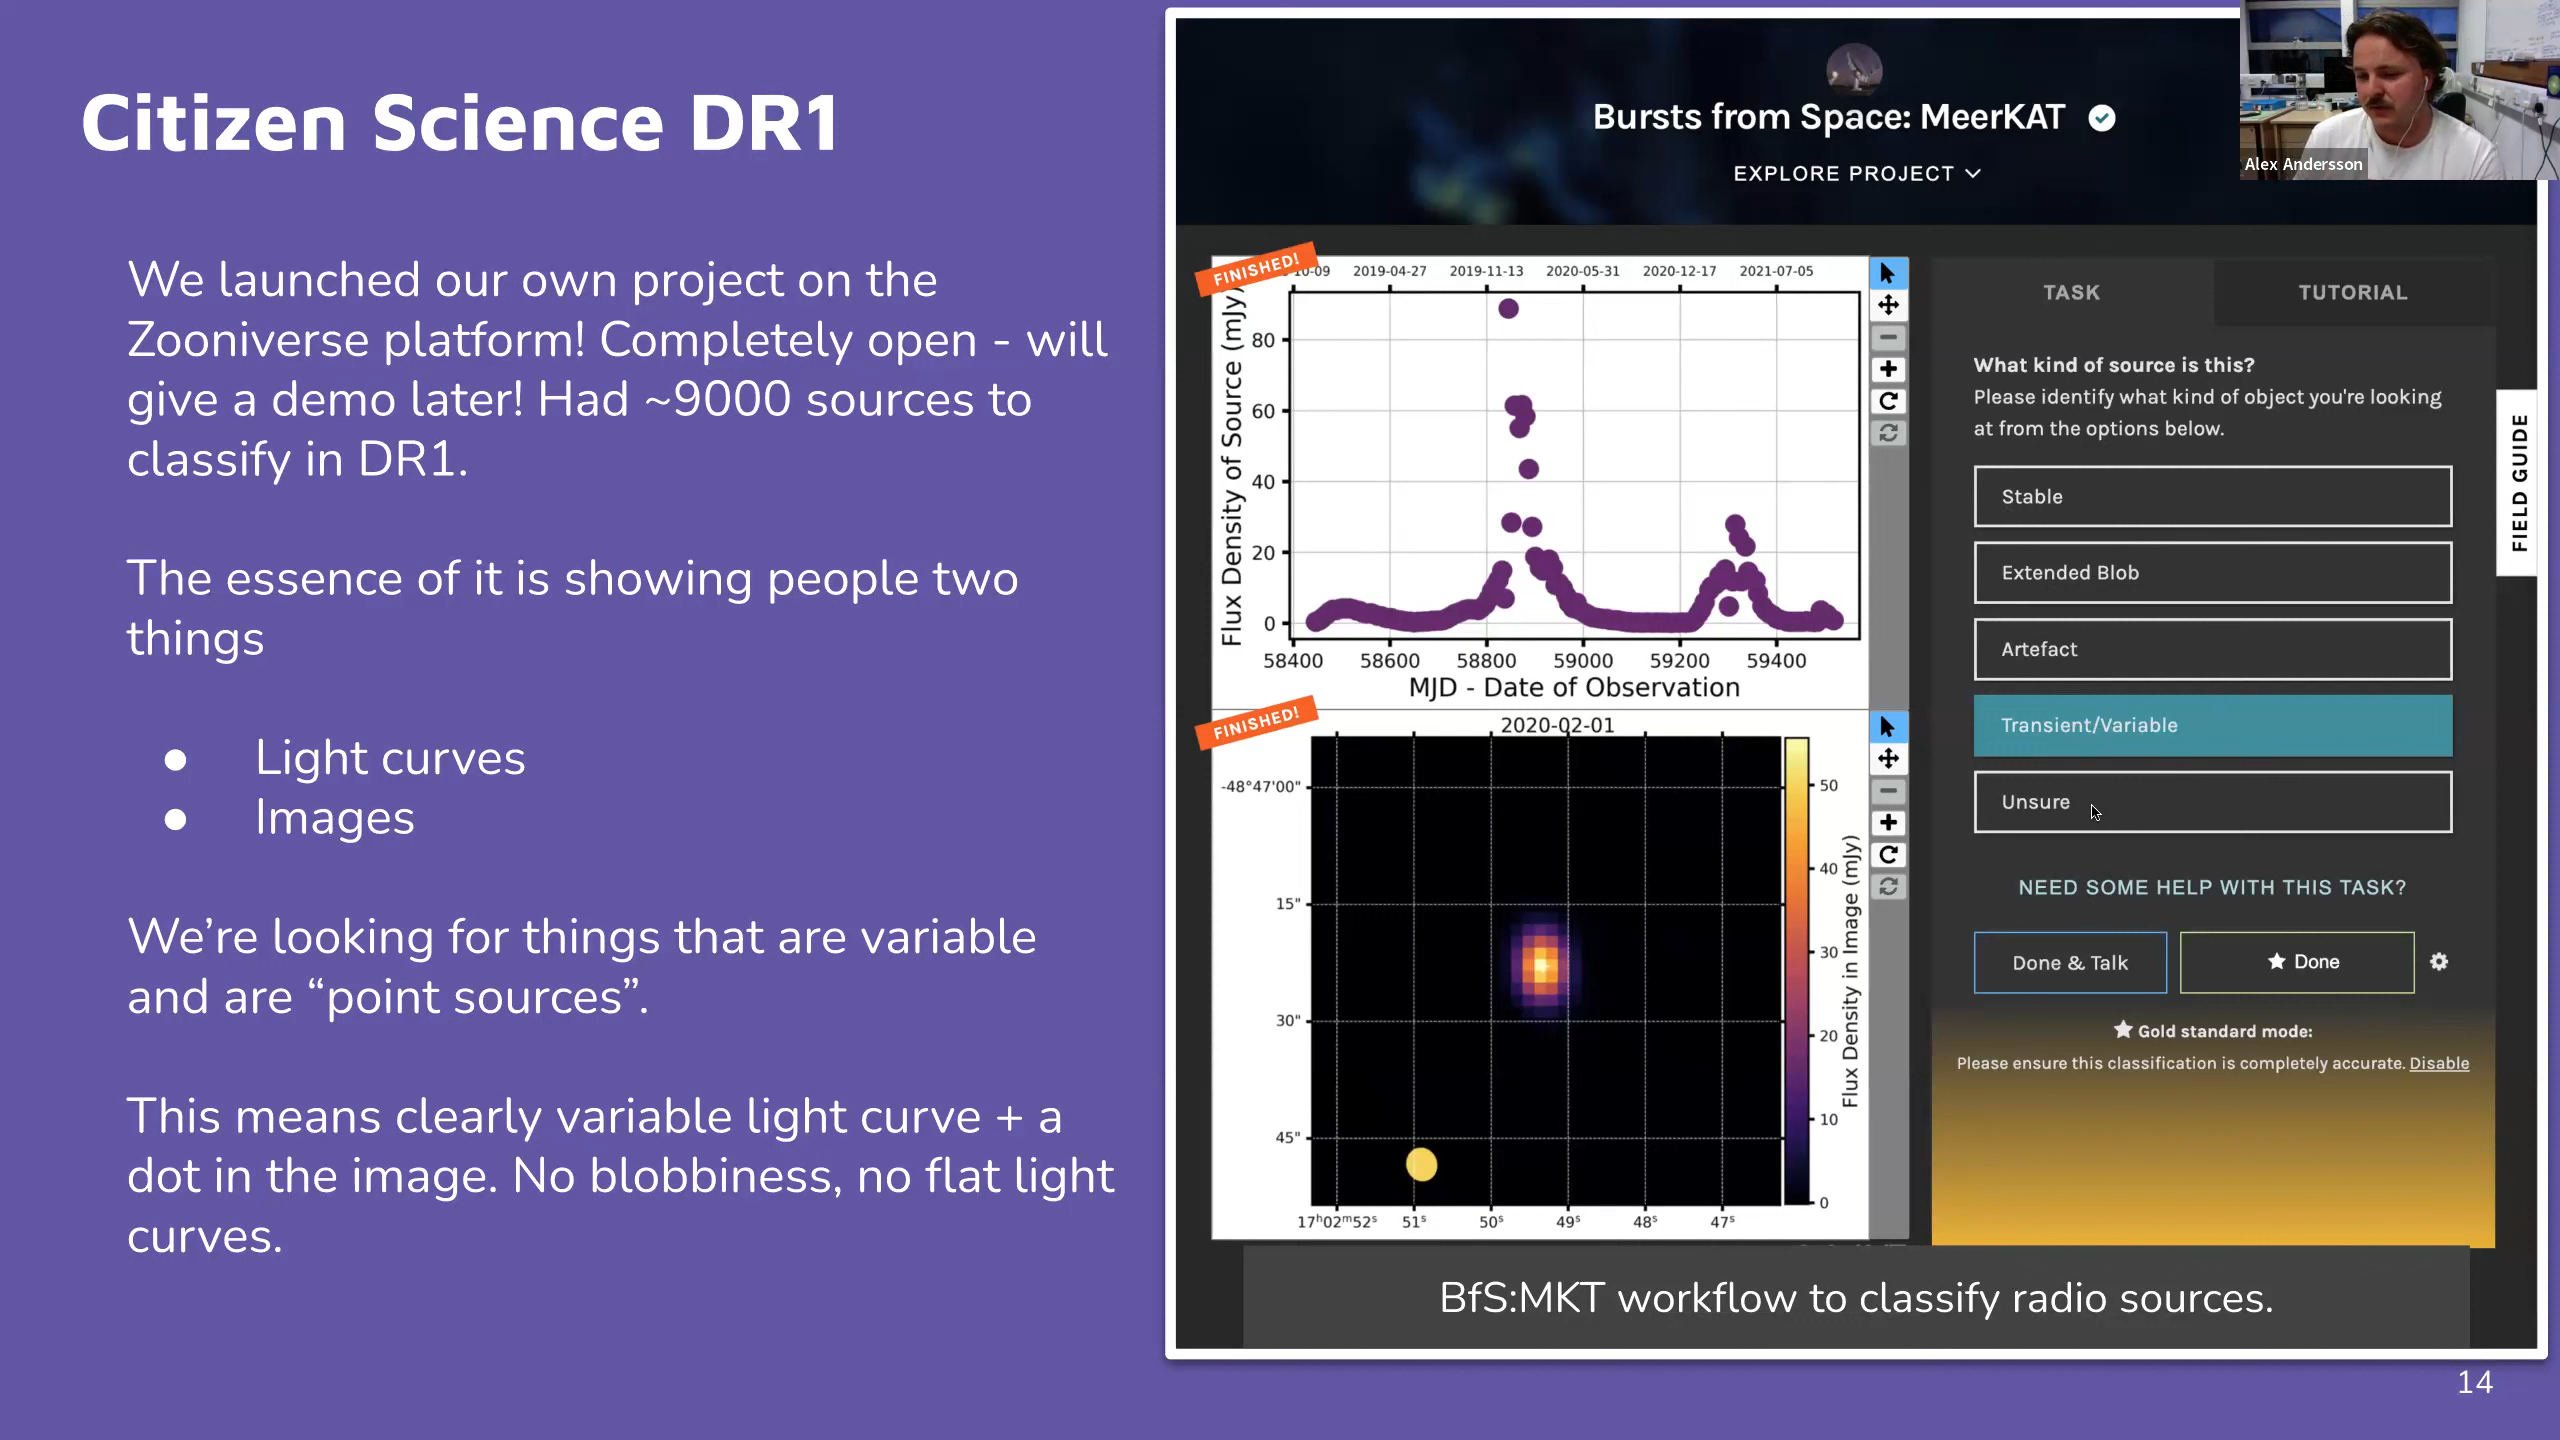 Citizen Science DR1
We launched our own project on the
Zooniverse platform! Completely open - will
give a demo later! Had ~9000 sources to
classify in DR1.
The essence of it is showing people two
things
● Light curves
● Images
We’re looking for things that are variable
and are “point sources”.
This means clearly variable light curve + a
dot in the image. No blobbiness, no flat light
curves.
Bursts from Space: MeerKAT
EXPLORE PROJECT
Alex Andersson
FINISHED!
10-09 2019-04-27 2019-11-13 2020-05-31 2020-12-17 2021-07-05
Flux Density of Source (mJy)
80
60
40
20
0
58400 58600 58800 59000 59200 59400
MJD - Date of Observation
FINISHED!
2020-02-01
-48°47'00"
15"
30"
45"
17ʰ02ᵐ52ˢ 51ˢ 50ˢ 49ˢ 48ˢ 47ˢ
50
40
30
20
10
0
Flux Density in Image (mJy)
TASK
TUTORIAL
What kind of source is this?
Please identify what kind of object you're looking
at from the options below.
Stable
Extended Blob
Artefact
Transient/Variable
Unsure
NEED SOME HELP WITH THIS TASK?
Done & Talk
★ Done
★ Gold standard mode:
Please ensure this classification is completely accurate. Disable
FIELD GUIDE
BfS:MKT workflow to classify radio sources.
14